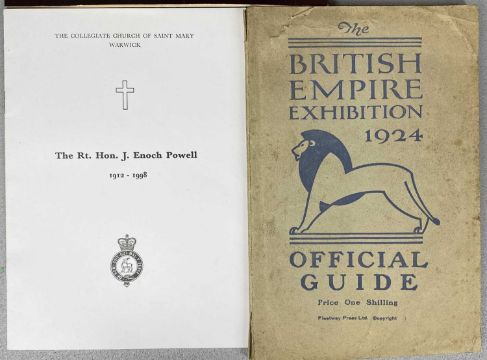 THE COLLEGIATE CHURCH OF SAINT MARY
WARWICK
The Rt. Hon. J. Enoch Powell
1912 - 1998
The
BRITISH
EMPIRE
EXHIBITION
1924
OFFICIAL
GUIDE
Price One Shilling
Fleetway Press Ltd. Copyright